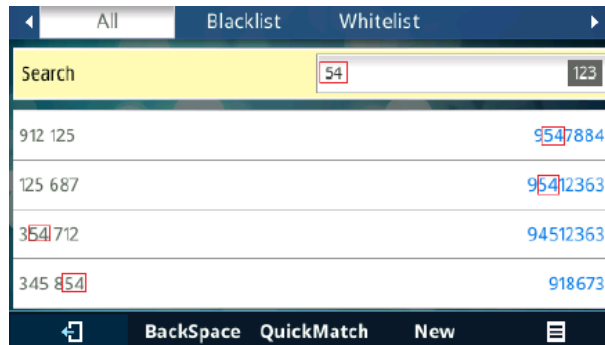 All Blacklist Whitelist
Search 54 123
912 125 9547884
125 687 95412363
354 712 94512363
345 854 918673
BackSpace QuickMatch New